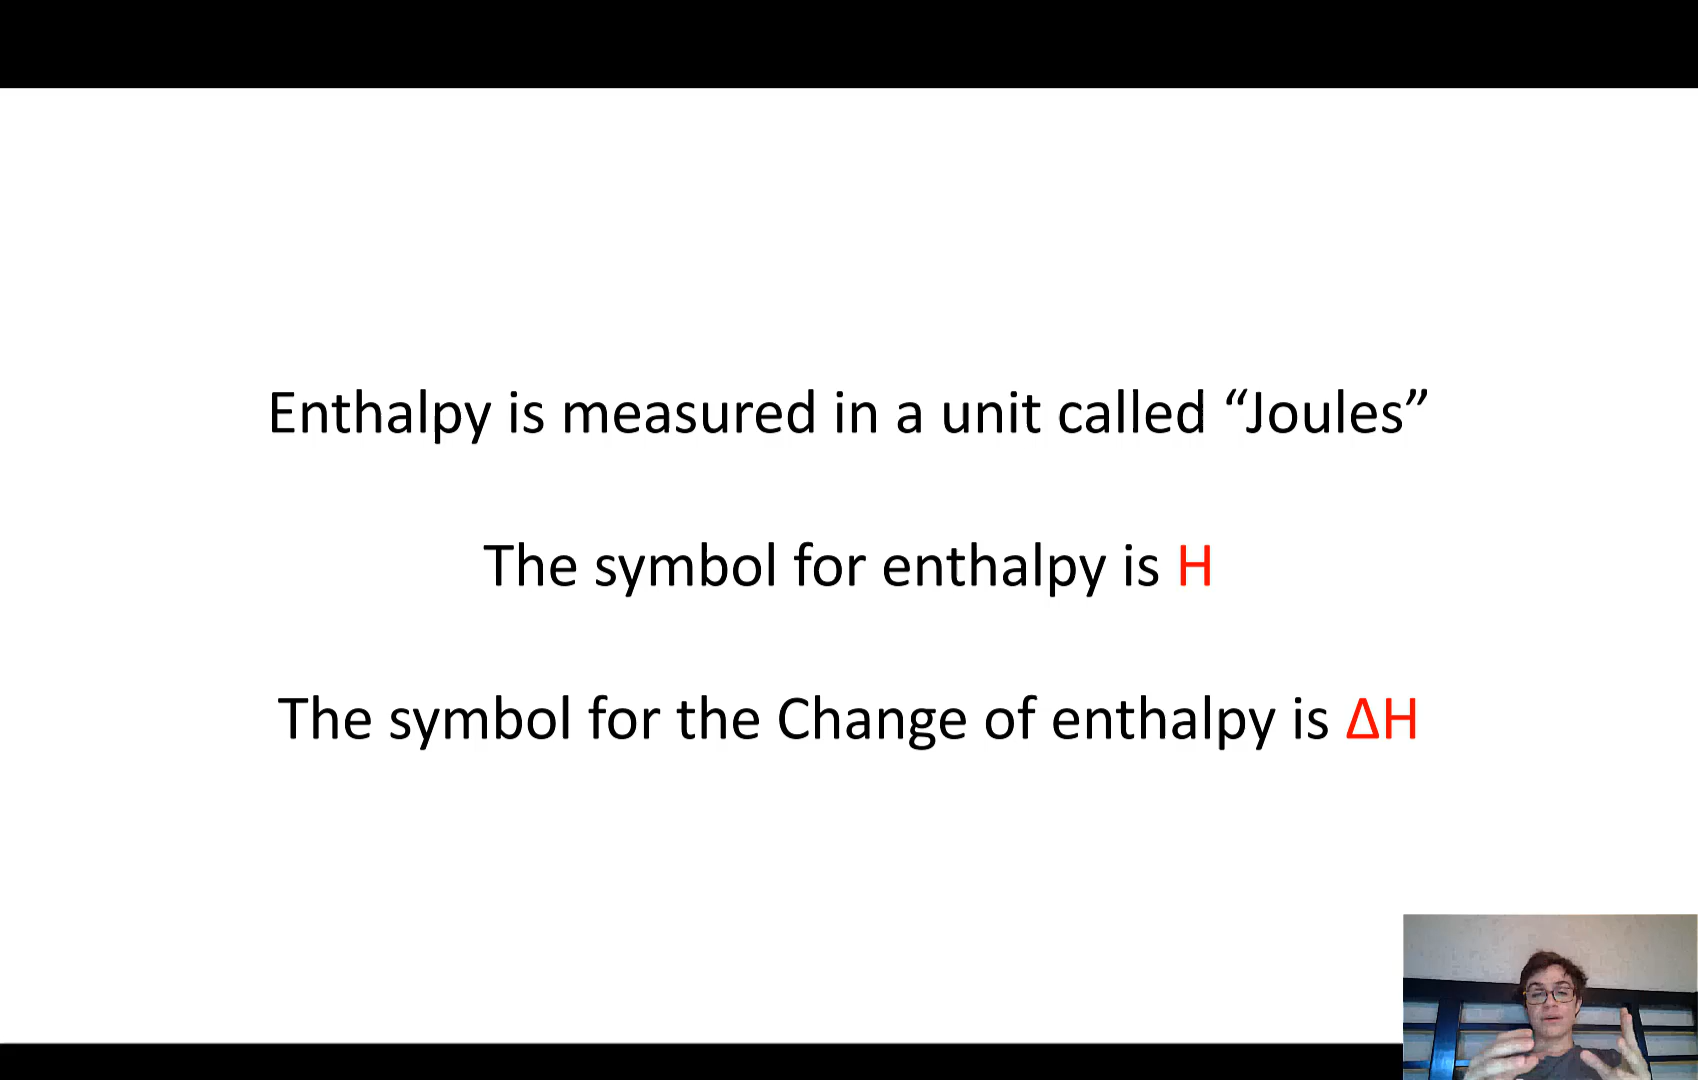 Enthalpy is measured in a unit called “Joules”
The symbol for enthalpy is H
The symbol for the Change of enthalpy is ΔH